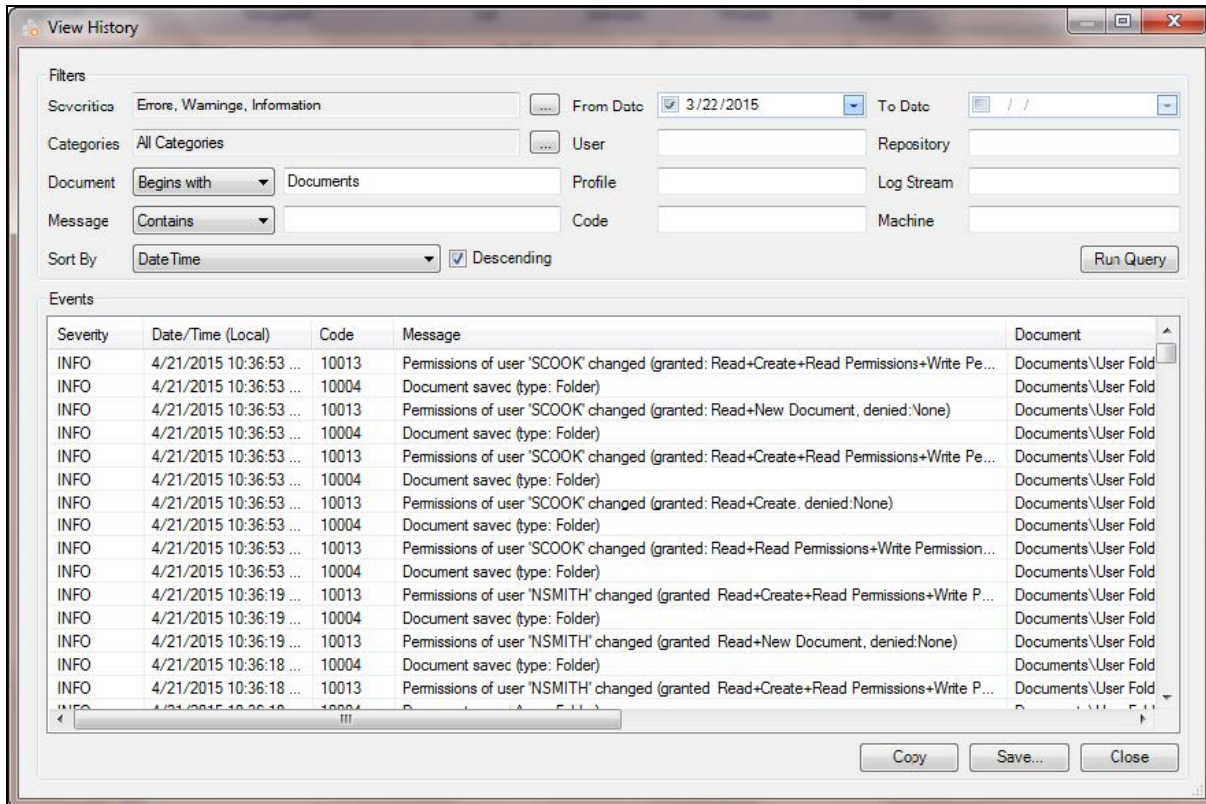 View History
Filters
Severities Errors, Warnings, Information ... From Date 3/22/2015 To Date / /
Categories All Categories ... User Repository
Document Begins with Documents Profile Log Stream
Message Contains Code Machine
Sort By DateTime Descending Run Query
Events
Severity Date/Time (Local) Code Message Document
INFO 4/21/2015 10:36:53 ... 10013 Permissions of user 'SCOOK' changed (granted: Read+Create+Read Permissions+Write Pe... Documents\User Fold
INFO 4/21/2015 10:36:53 ... 10004 Document saved (type: Folder) Documents\User Fold
INFO 4/21/2015 10:36:53 ... 10013 Permissions of user 'SCOOK' changed (granted: Read+New Document, denied:None) Documents\User Fold
INFO 4/21/2015 10:36:53 ... 10004 Document saved (type: Folder) Documents\User Fold
INFO 4/21/2015 10:36:53 ... 10013 Permissions of user 'SCOOK' changed (granted: Read+Create+Read Permissions+Write Pe... Documents\User Fold
INFO 4/21/2015 10:36:53 ... 10004 Document saved (type: Folder) Documents\User Fold
INFO 4/21/2015 10:36:53 ... 10013 Permissions of user 'SCOOK' changed (granted: Read+Create, denied:None) Documents\User Fold
INFO 4/21/2015 10:36:53 ... 10004 Document saved (type: Folder) Documents\User Fold
INFO 4/21/2015 10:36:53 ... 10013 Permissions of user 'SCOOK' changed (granted: Read+Read Permissions+Write Permission... Documents\User Fold
INFO 4/21/2015 10:36:53 ... 10004 Document saved (type: Folder) Documents\User Fold
INFO 4/21/2015 10:36:19 ... 10013 Permissions of user 'NSMITH' changed (granted Read+Create+Read Permissions+Write P... Documents\User Fold
INFO 4/21/2015 10:36:19 ... 10004 Document saved (type: Folder) Documents\User Fold
INFO 4/21/2015 10:36:19 ... 10013 Permissions of user 'NSMITH' changed (granted Read+New Document, denied:None) Documents\User Fold
INFO 4/21/2015 10:36:18 ... 10004 Document saved (type: Folder) Documents\User Fold
INFO 4/21/2015 10:36:18 ... 10013 Permissions of user 'NSMITH' changed (granted Read+Create+Read Permissions+Write P... Documents\User Fold
Copy Save... Close